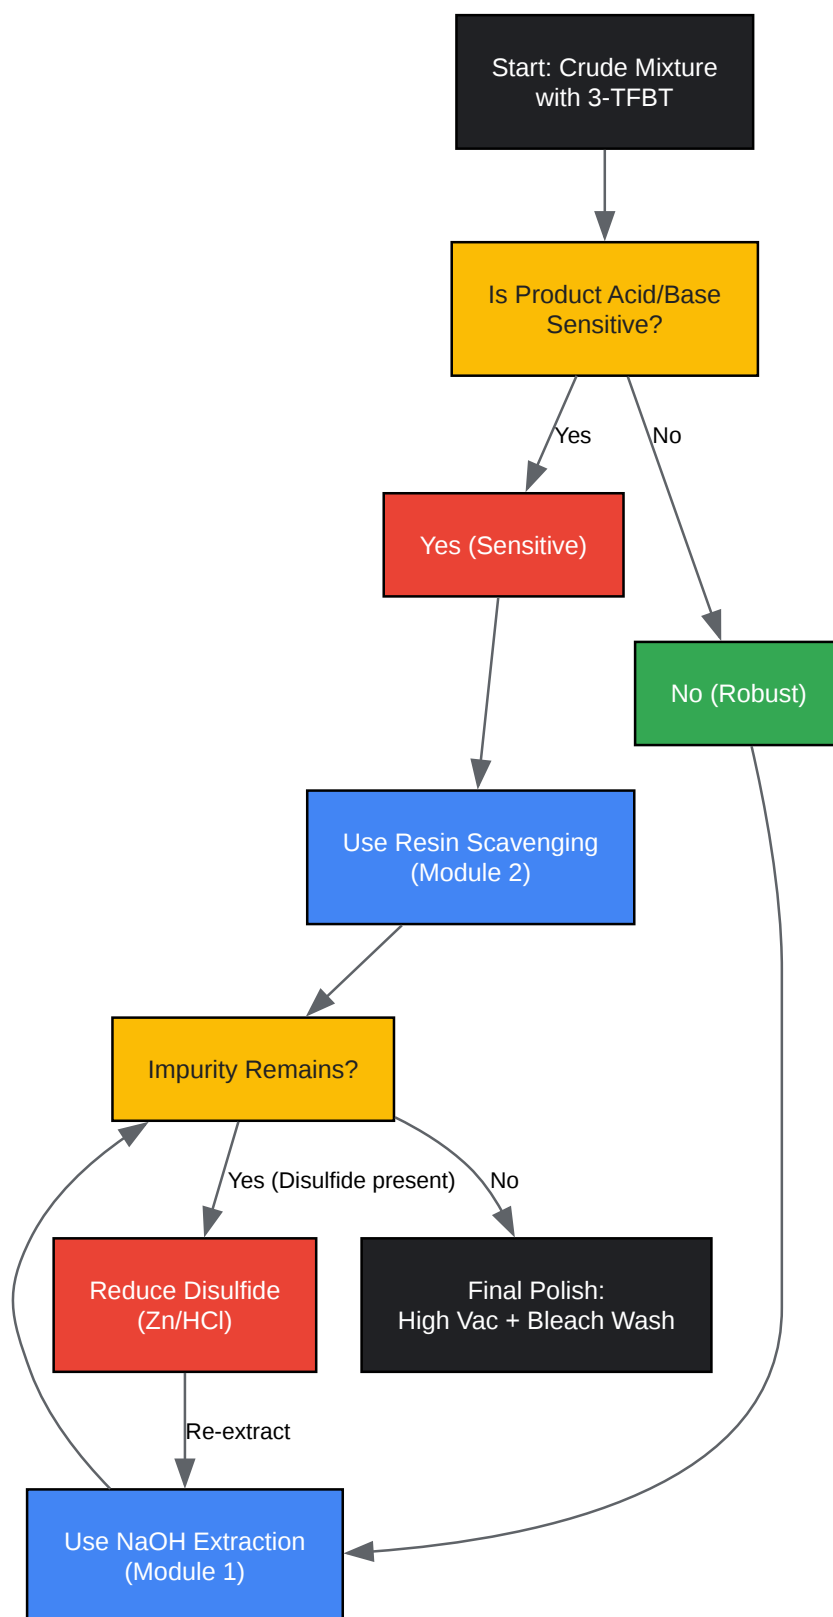 Start: Crude Mixture
with 3-TFBT
Is Product Acid/Base
Sensitive?
Yes
No
Yes (Sensitive)
No (Robust)
Use Resin Scavenging
(Module 2)
Impurity Remains?
Yes (Disulfide present)
No
Reduce Disulfide
(Zn/HCl)
Final Polish:
High Vac + Bleach Wash
Re-extract
Use NaOH Extraction
(Module 1)